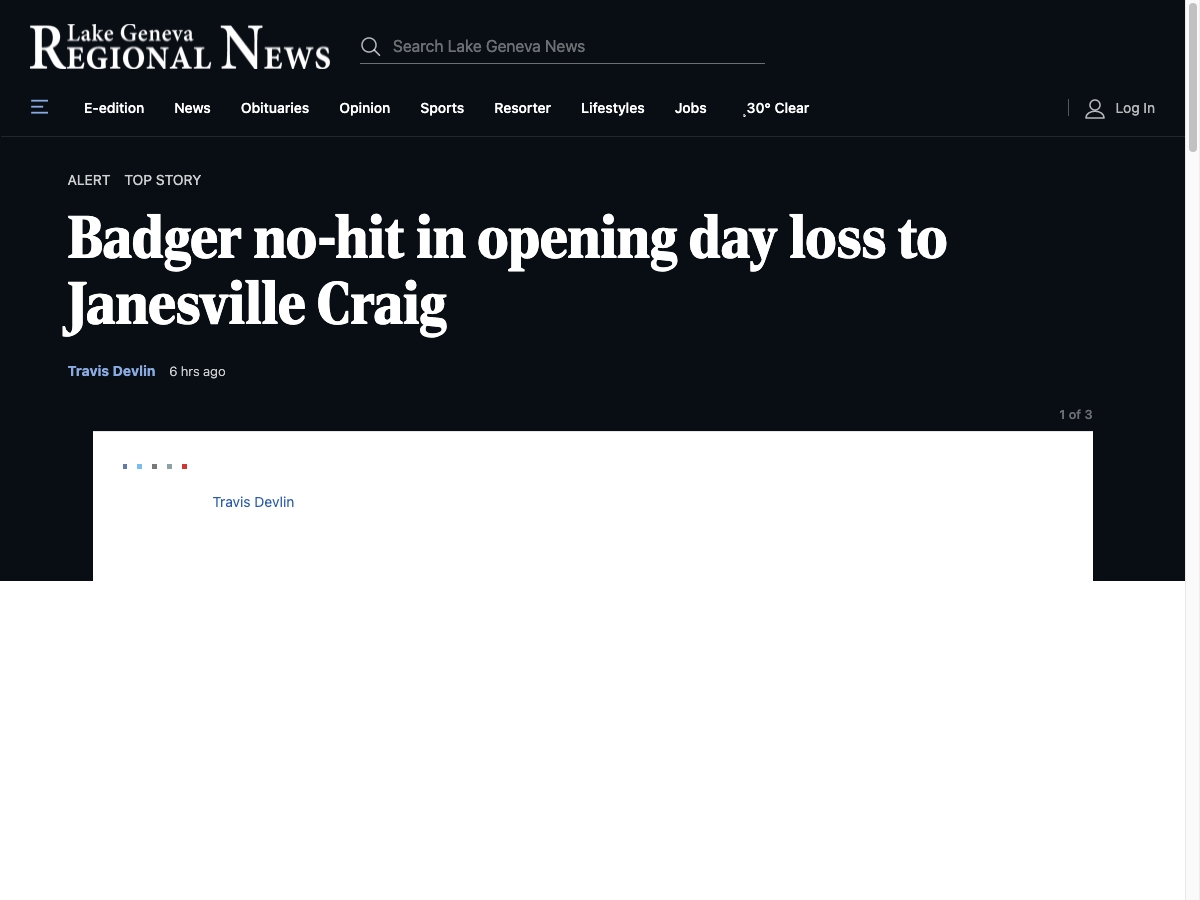 Lake Geneva
REGIONAL NEWS
Search Lake Geneva News
E-edition News Obituaries Opinion Sports Resorter Lifestyles Jobs 30° Clear Log In
ALERT TOP STORY
Badger no-hit in opening day loss to
Janesville Craig
Travis Devlin 6 hrs ago
1 of 3
Travis Devlin